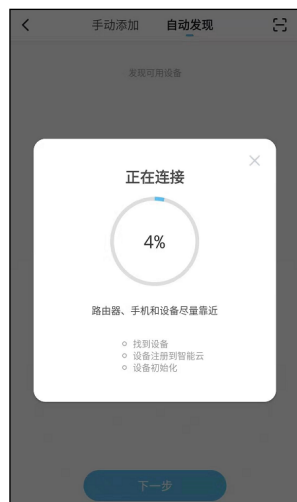 手动添加 自动发现
发现可用设备
正在连接
4%
路由器、手机和设备尽量靠近
找到设备
设备注册到智能云
设备初始化
下一步